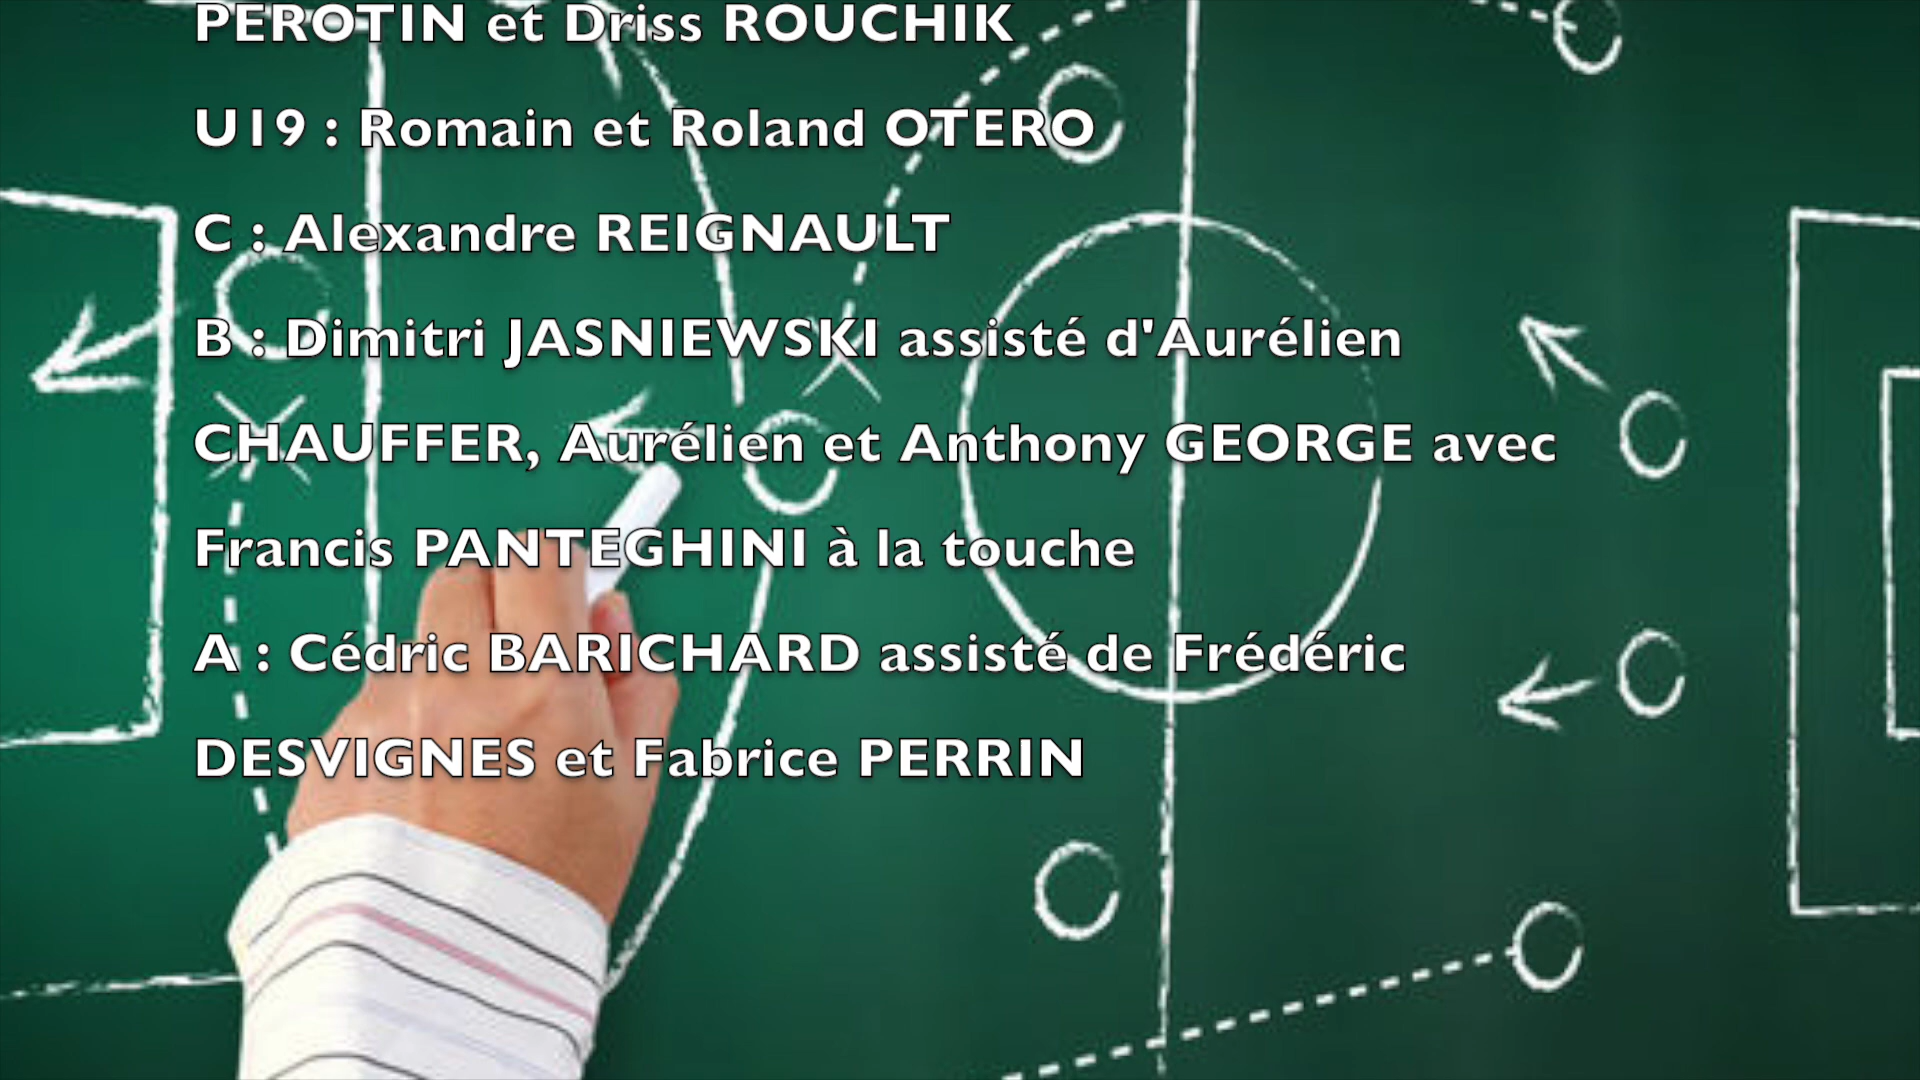 PEROTIN et Driss ROUCHIK
U19 : Romain et Roland OTERO
C : Alexandre REIGNAULT
B : Dimitri JASNIEWSKI assisté d'Aurélien
CHAUFFER, Aurélien et Anthony GEORGE avec
Francis PANTEGHINI à la touche
A : Cédric BARICHARD assisté de Frédéric
DESVIGNES et Fabrice PERRIN